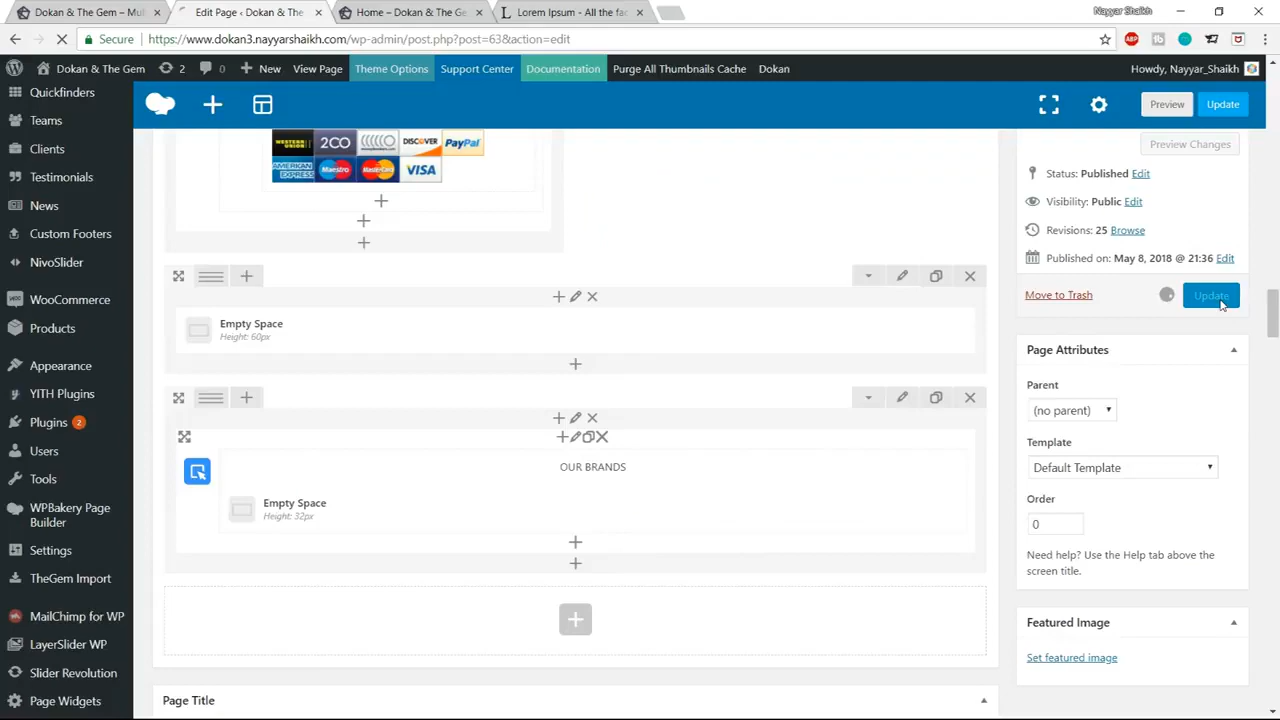 Dokan & The Gem – Mul
Edit Page ‹ Dokan & The
Home – Dokan & The Ge
Lorem Ipsum - All the fac
Nayyar Shaikh
Secure
https://www.dokan3.nayyarshaikh.com/wp-admin/post.php?post=63&action=edit
Dokan & The Gem
2
0
New
View Page
Theme Options
Support Center
Documentation
Purge All Thumbnails Cache
Dokan
Howdy, Nayyar_Shaikh
Quickfinders
Teams
Clients
Testimonials
News
Custom Footers
NivoSlider
WooCommerce
Products
Appearance
YITH Plugins
Plugins 2
Users
Tools
WPBakery Page
Builder
Settings
TheGem Import
MailChimp for WP
LayerSlider WP
Slider Revolution
Page Widgets
Preview
Update
WESTERN
UNION
2CO
DISCOVER
PayPal
AMERICAN
EXPRESS
Maestro
MasterCard
VISA
Empty Space
Height: 60px
OUR BRANDS
Empty Space
Height: 32px
Page Title
Preview Changes
Status: Published Edit
Visibility: Public Edit
Revisions: 25 Browse
Published on: May 8, 2018 @ 21:36 Edit
Move to Trash
Update
Page Attributes
Parent
(no parent)
Template
Default Template
Order
0
Need help? Use the Help tab above the
screen title.
Featured Image
Set featured image